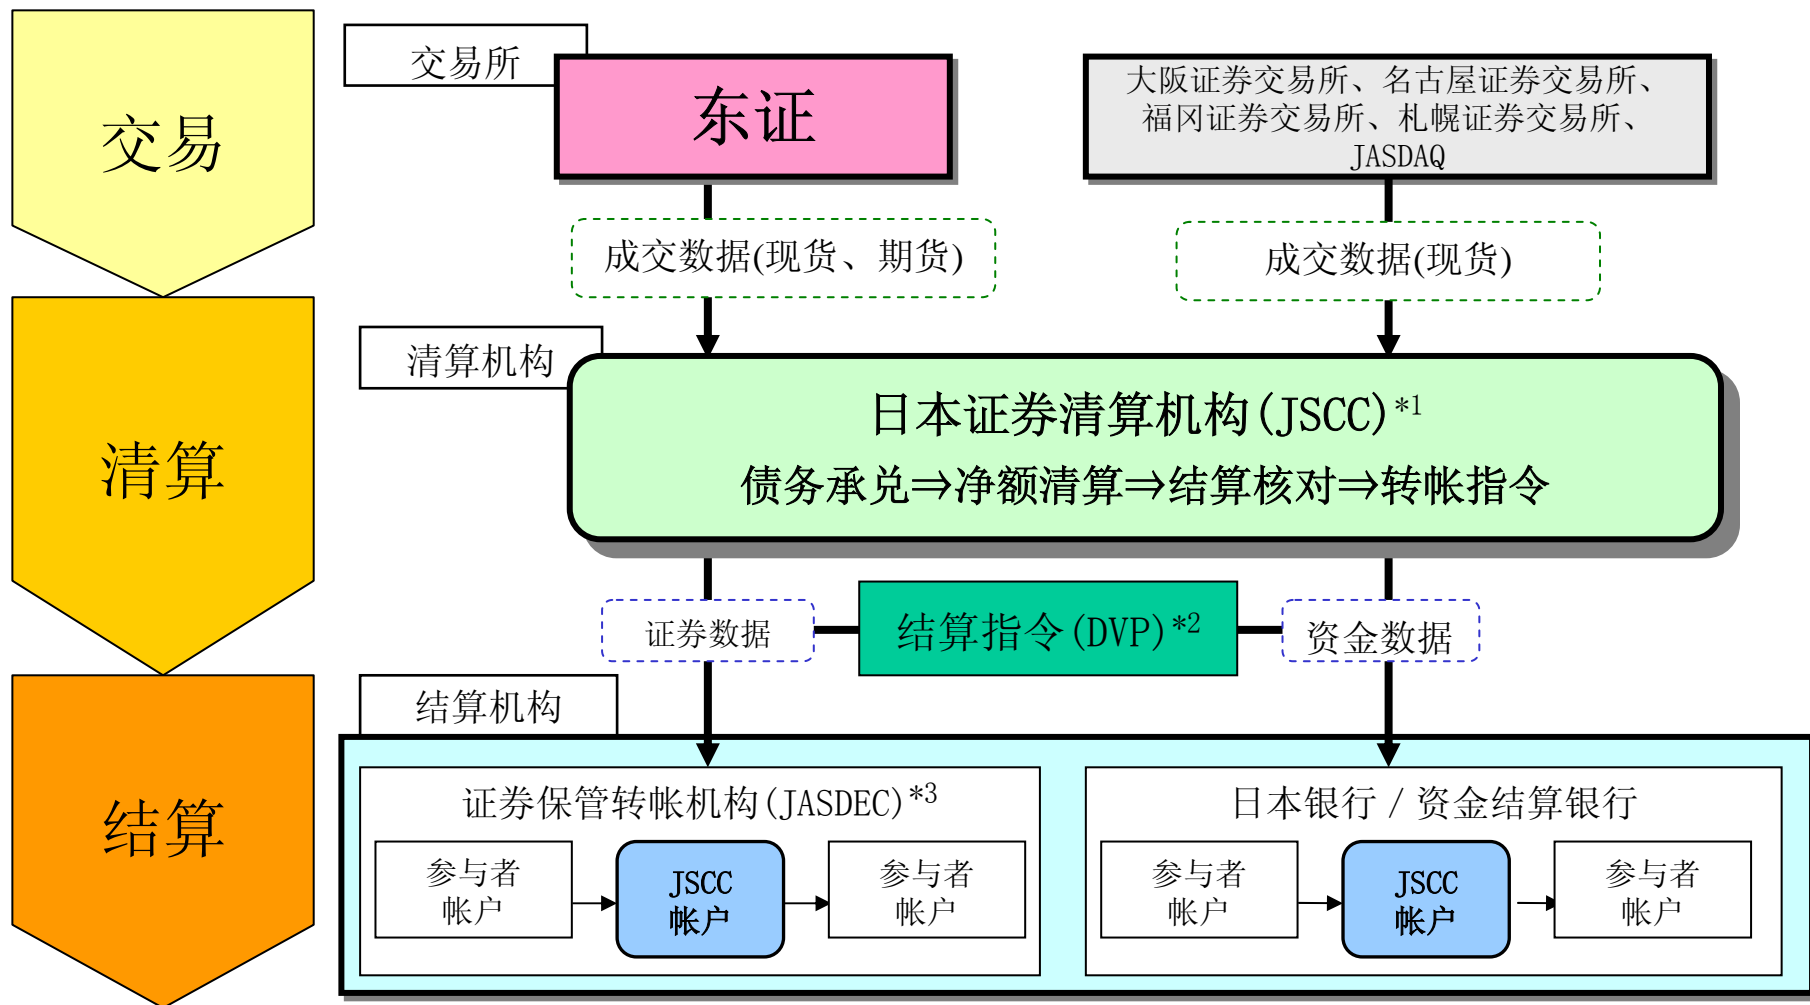 交易
交易所
东证
大阪证券交易所、名古屋证券交易所、
福冈证券交易所、札幌证券交易所、
JASDAQ
成交数据(现货、期货)
成交数据(现货)
清算
清算机构
日本证券清算机构(JSCC)*1
债务承兑⇒净额清算⇒结算核对⇒转帐指令
证券数据
结算指令(DVP)*2
资金数据
结算
结算机构
证券保管转帐机构(JASDEC)*3
参与者
帐户
JSCC
帐户
参与者
帐户
日本银行 / 资金结算银行
参与者
帐户
JSCC
帐户
参与者
帐户